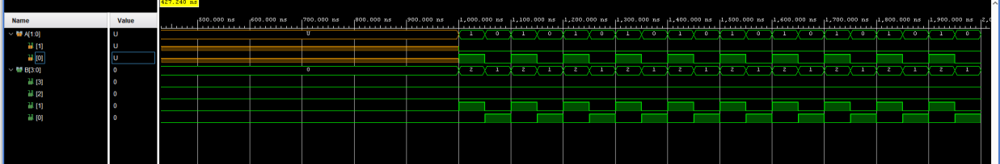 427.240 ns
Name Value
500.000 ns 600.000 ns 700.000 ns 800.000 ns 900.000 ns 1,000.000 ns 1,100.000 ns 1,200.000 ns 1,300.000 ns 1,400.000 ns 1,500.000 ns 1,600.000 ns 1,700.000 ns 1,800.000 ns 1,900.000 ns 2,0
A[1:0] U U 1 0 1 0 1 0 1 0 1 0 1 0 1 0 1 0 1 0 1 0
[1] U
[0] U
B[3:0] 0 0 2 1 2 1 2 1 2 1 2 1 2 1 2 1 2 1 2 1 2 1
[3] 0
[2] 0
[1] 0
[0] 0